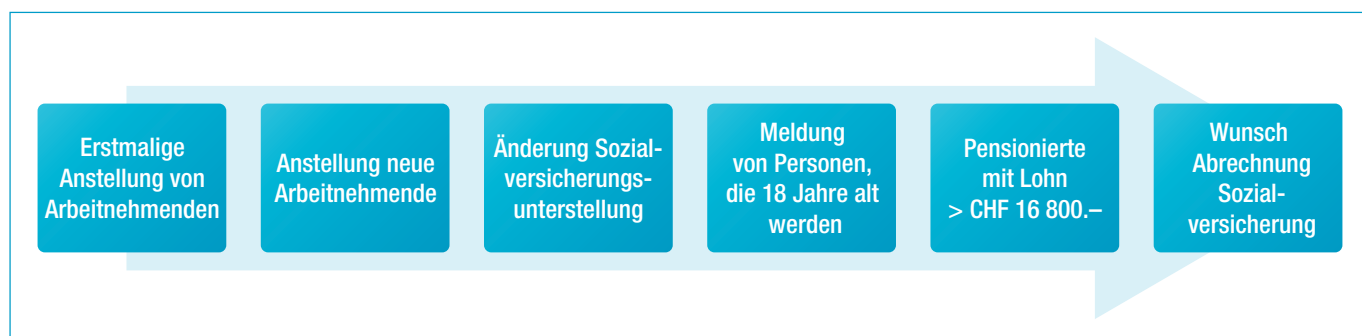 Erstmalige
Anstellung von
Arbeitnehmenden
Anstellung neue
Arbeitnehmende
Änderung Sozial-
versicherungs-
unterstellung
Meldung
von Personen,
die 18 Jahre alt
werden
Pensionierte
mit Lohn
> CHF 16 800.–
Wunsch
Abrechnung
Sozial-
versicherung